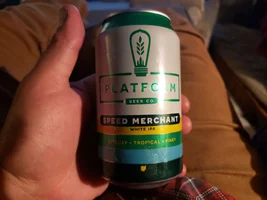 PLATFORM
BEER CO.
SPEED MERCHANT
WHITE IPA
TROPICAL